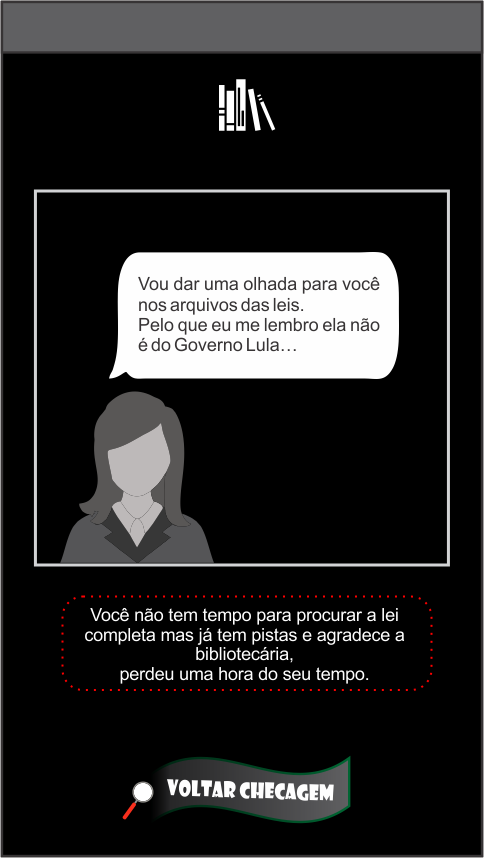 Vou dar uma olhada para você
nos arquivos das leis.
Pelo que eu me lembro ela não
é do Governo Lula…
Você não tem tempo para procurar a lei
completa mas já tem pistas e agradece a
bibliotecária,
perdeu uma hora do seu tempo.
VOLTAR CHECAGEM